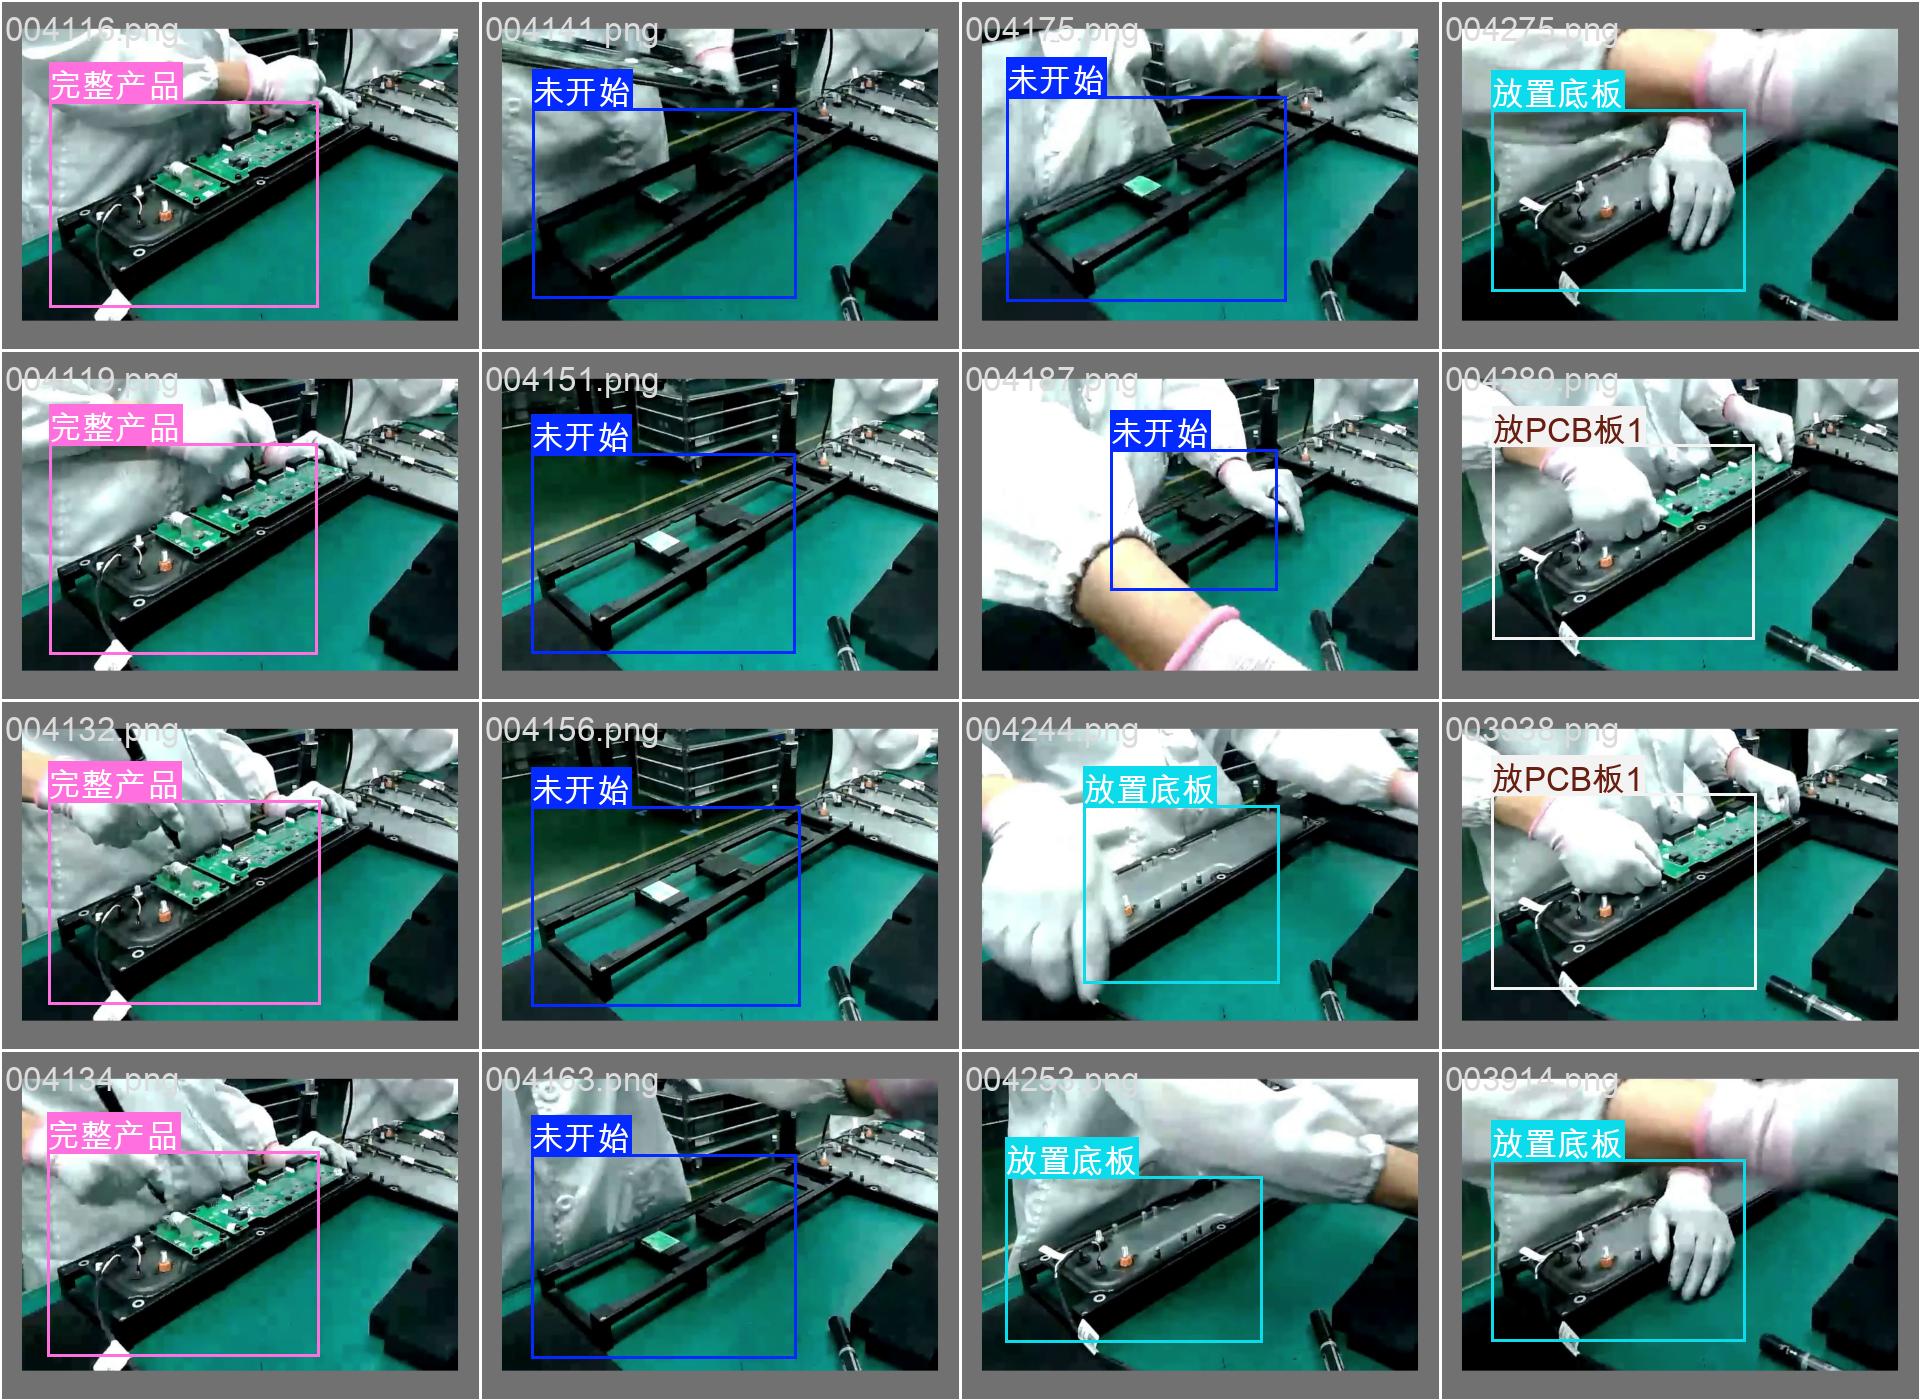 004116.png
完整产品
004141.png
未开始
004175.png
未开始
004275.png
放置底板
004119.png
完整产品
004151.png
未开始
004187.png
未开始
004289.png
放PCB板1
004132.png
完整产品
004156.png
未开始
004244.png
放置底板
003938.png
放PCB板1
004134.png
完整产品
004163.png
未开始
004253.png
放置底板
003914.png
放置底板